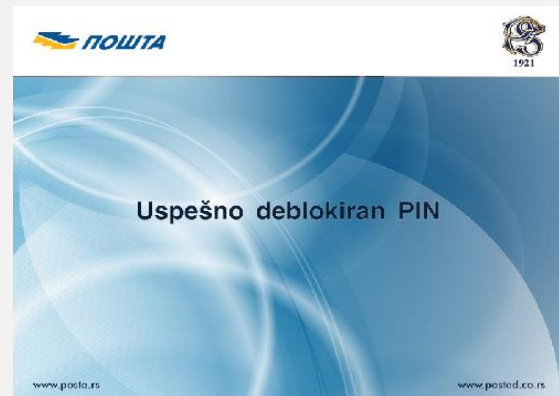 ПОШТА
1921
Uspešno deblokiran PIN
www.posta.rs
www.posted.co.rs